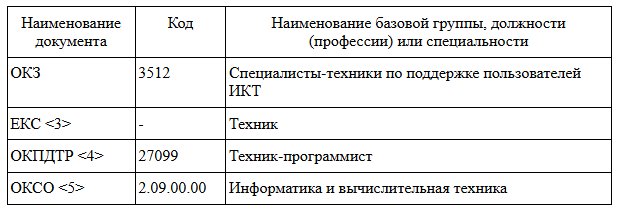 Наименование документа
Код
Наименование базовой группы, должности (профессии) или специальности
ОКЗ
3512
Специалисты-техники по поддержке пользователей ИКТ
ЕКС <3>
-
Техник
ОКПДТР <4>
27099
Техник-программист
ОКСО <5>
2.09.00.00
Информатика и вычислительная техника